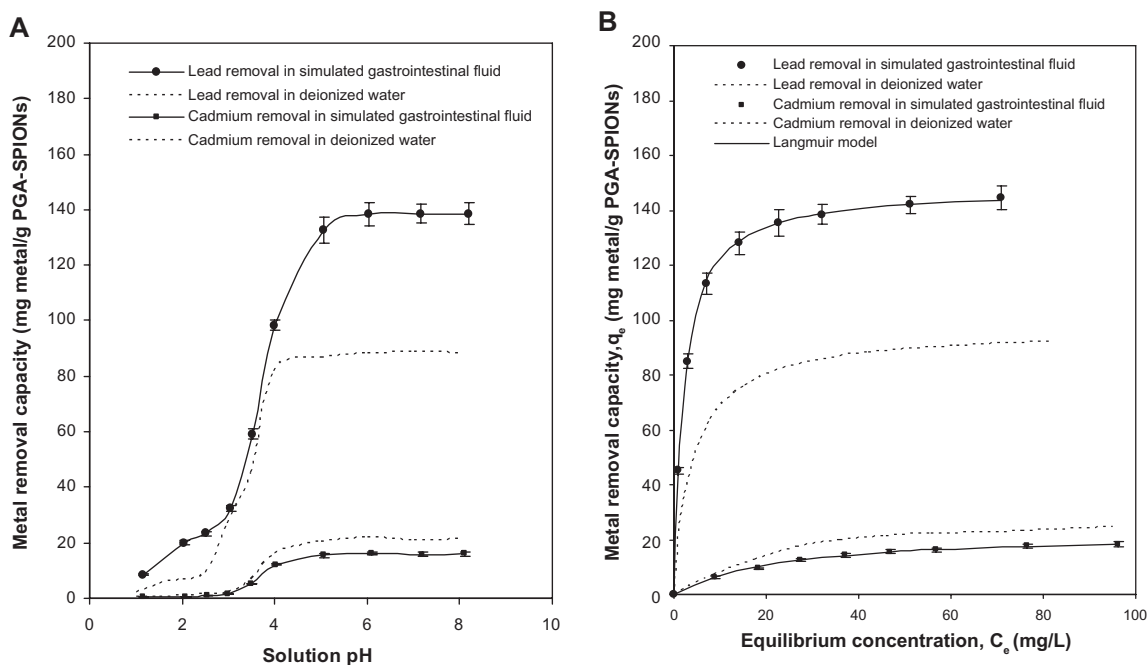 A
Metal removal capacity (mg metal/g PGA-SPIONs)
200
180
160
140
120
100
80
60
40
20
0
Lead removal in simulated gastrointestinal fluid
Lead removal in deionized water
Cadmium removal in simulated gastrointestinal fluid
Cadmium removal in deionized water
0 2 4 6 8 10
Solution pH
B
Metal removal capacity,qe (mg metal/g PGA-SPIONs)
200
180
160
140
120
100
80
60
40
20
0
Lead removal in simulated gastrointestinal fluid
Lead removal in deionized water
Cadmium removal in simulated gastrointestinal fluid
Cadmium removal in deionized water
Langmuir model
0 20 40 60 80 100
Equilibrium concentration, Ce (mg/L)